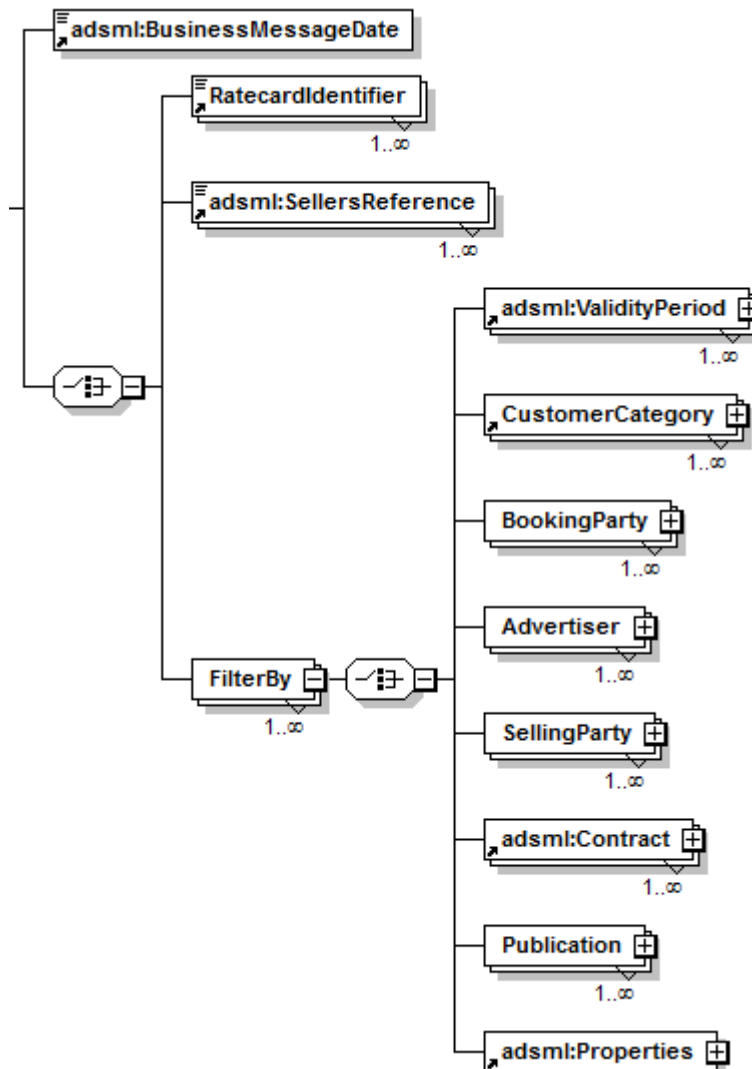 adsml:BusinessMessageDate
RatecardIdentifier
1..∞
adsml:SellersReference
1..∞
adsml:ValidityPeriod
1..∞
CustomerCategory
1..∞
BookingParty
1..∞
Advertiser
1..∞
FilterBy
1..∞
SellingParty
1..∞
adsml:Contract
1..∞
Publication
1..∞
adsml:Properties